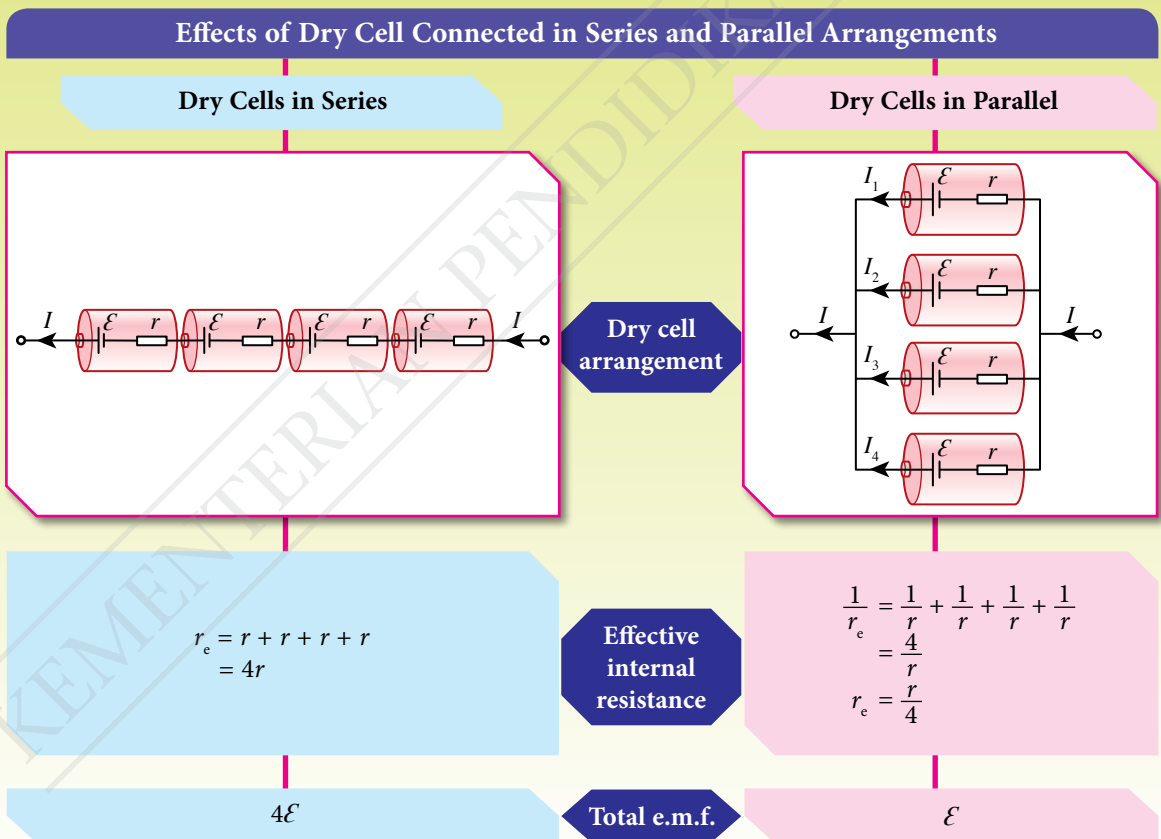 Effects of Dry Cell Connected in Series and Parallel Arrangements
Dry Cells in Series
Dry Cells in Parallel
I ℰ r ℰ r ℰ r ℰ r I
Dry cell
arrangement
I₁ ℰ r
I₂ ℰ r
I I
I₃ ℰ r
I₄ ℰ r
rₑ = r + r + r + r
= 4r
Effective
internal
resistance
1/rₑ = 1/r + 1/r + 1/r + 1/r
= 4/r
rₑ = r/4
4ℰ
Total e.m.f.
ℰ
KEMENTERIAN PENDIDIK